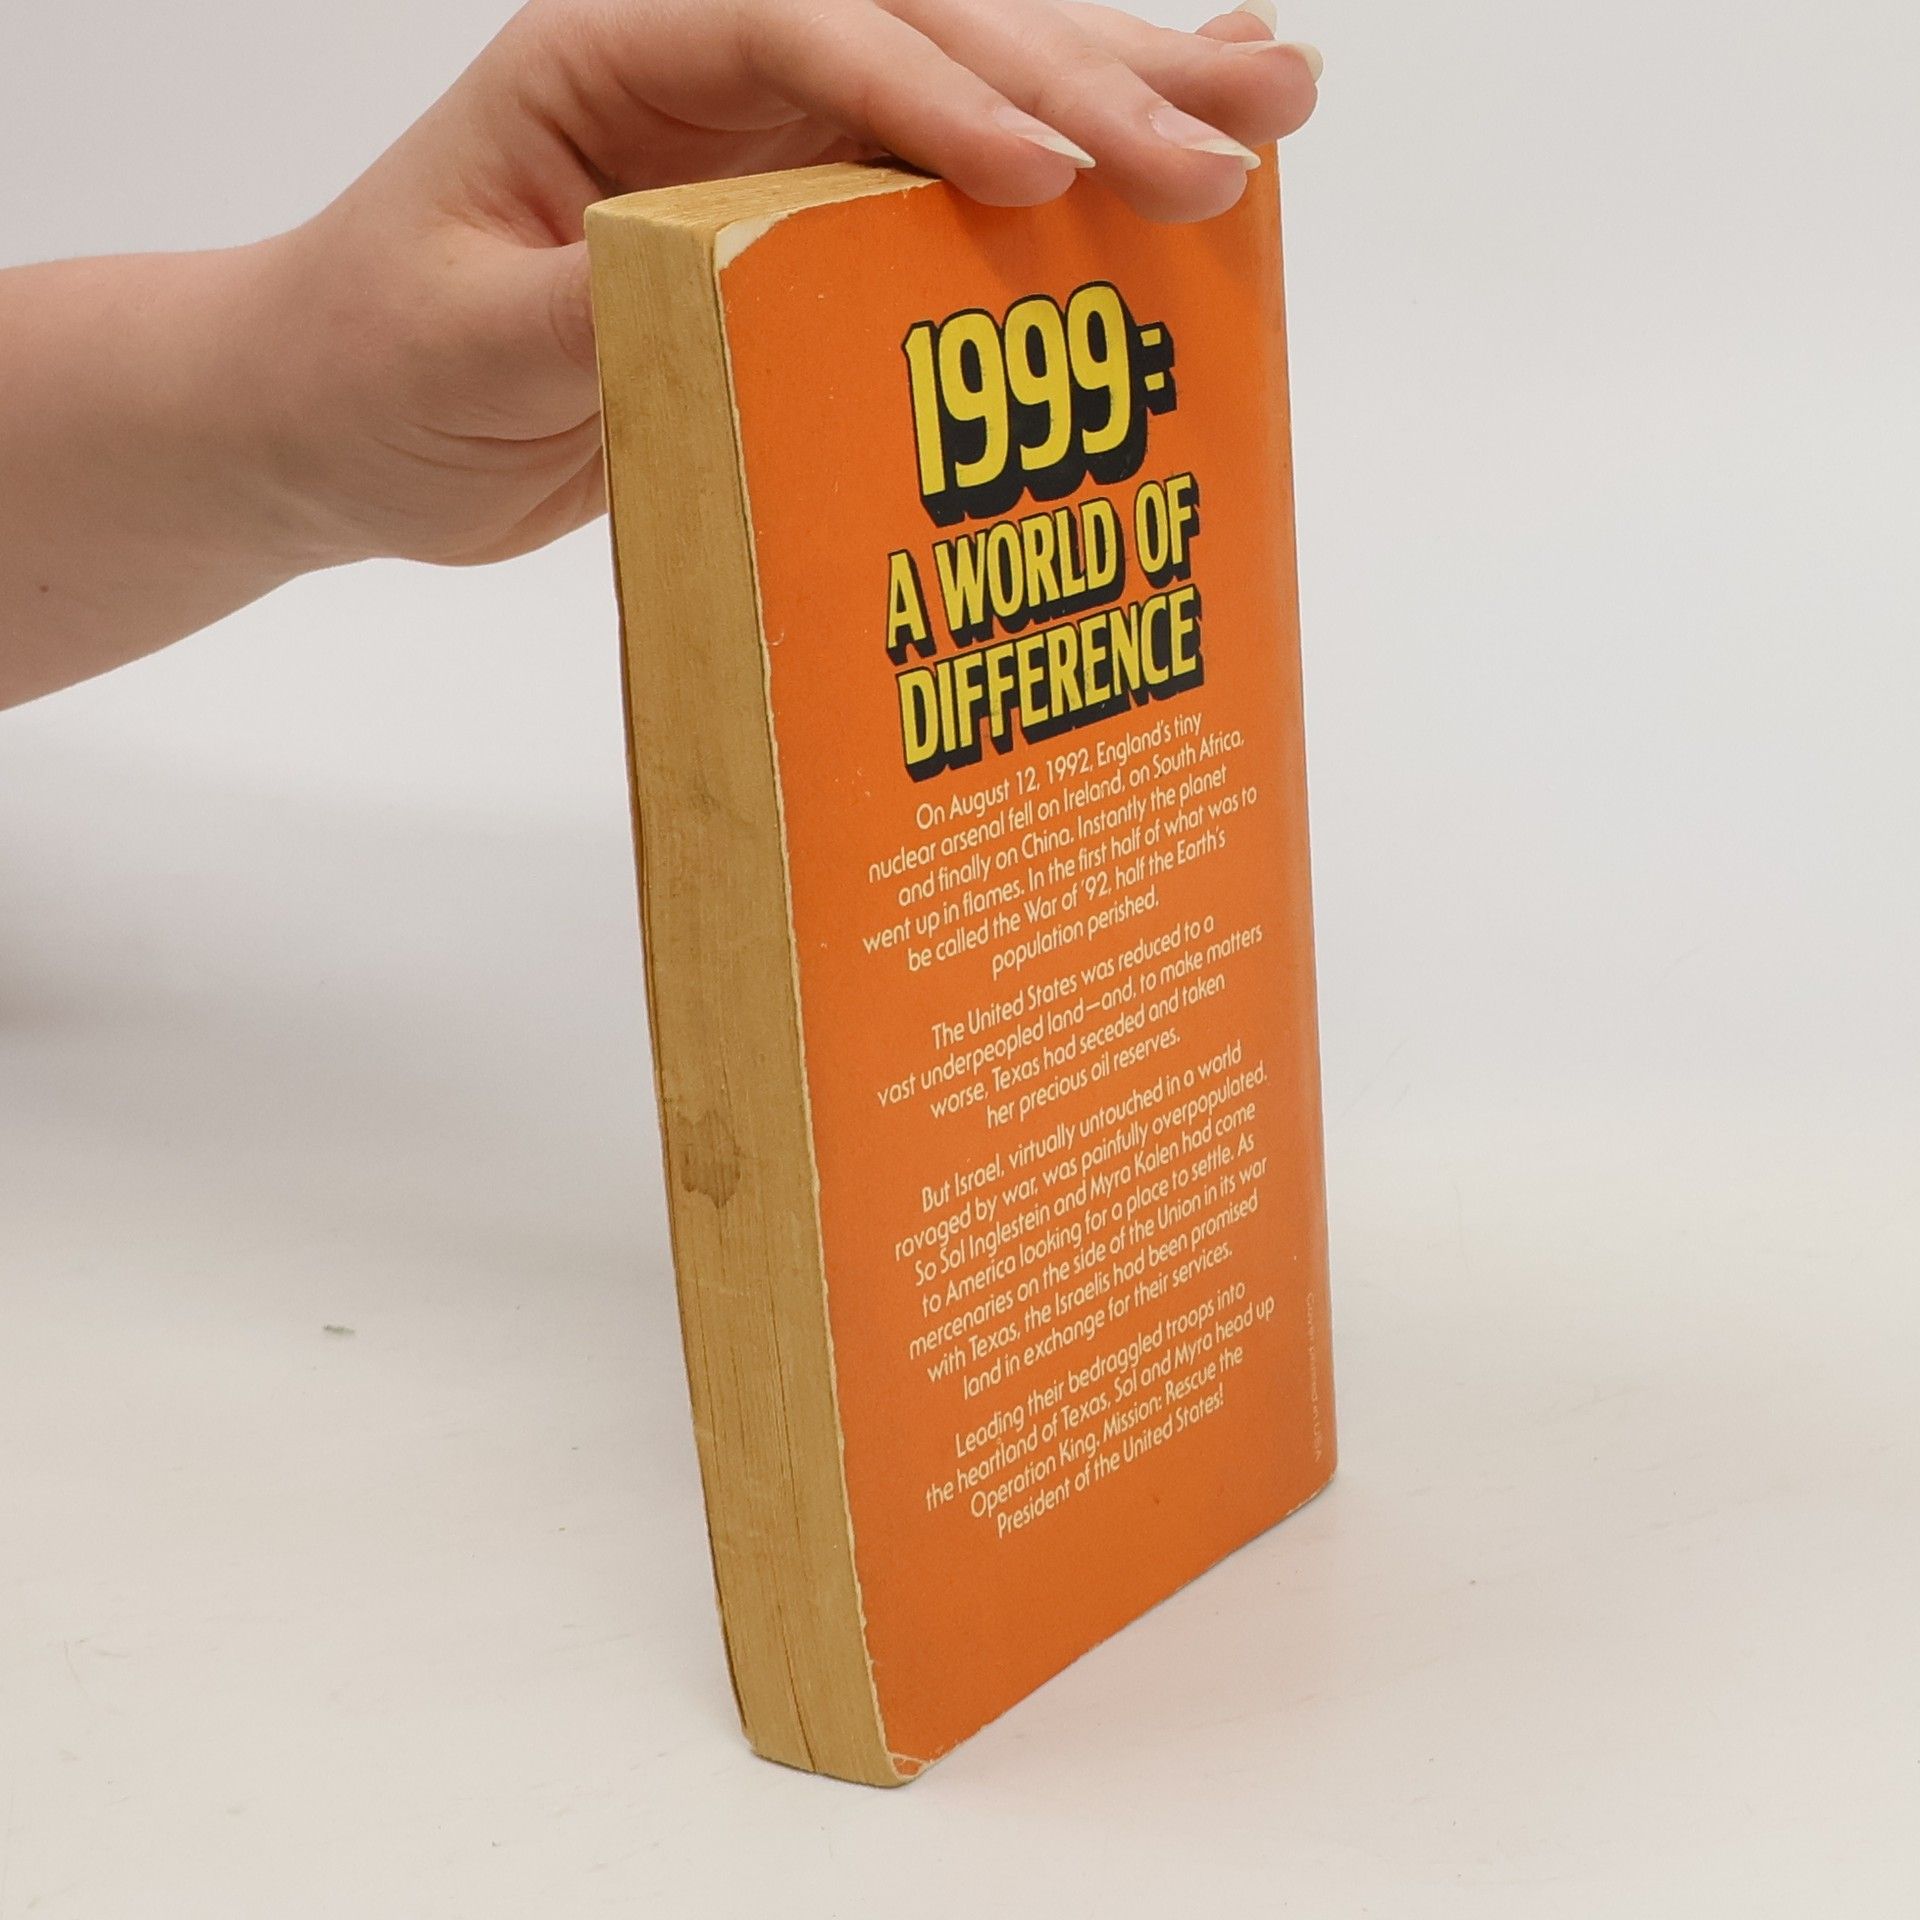 1999:
A WORLD OF
DIFFERENCE
On August 12, 1992, England's tiny
nuclear arsenal fell on Ireland, on South Africa,
and finally on China. Instantly the planet
went up in flames. In the first half of what was to
be called the War of '92, half the Earth's
population perished.
The United States was reduced to a
vast underpeopled land—and, to make matters
worse, Texas had seceded and taken
her precious oil reserves.
But Israel, virtually untouched in a world
ravaged by war, was painfully overpopulated.
So Sol Inglestein and Myra Kalen had come
to America looking for a place to settle. As
mercenaries on the side of the Union in its war
with Texas, the Israelis had been promised
land in exchange for their services.
Leading their bedraggled troops into
the heartland of Texas, Sol and Myra head up
Operation King. Mission: Rescue the
President of the United States!
Cover printed in USA